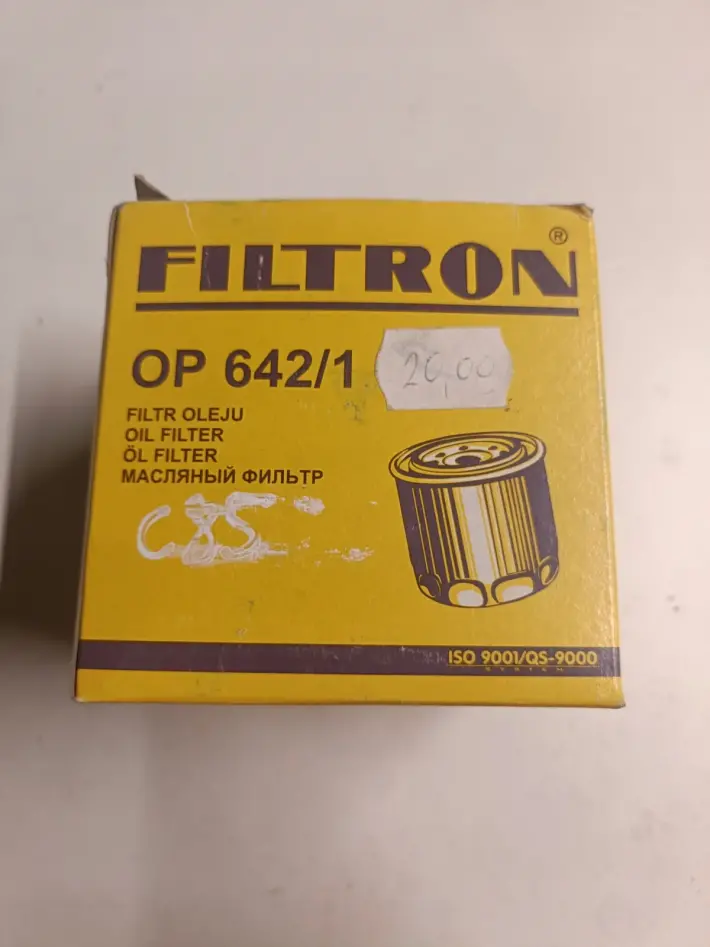 FILTRON®
OP 642/1
20,00
FILTR OLEJU
OIL FILTER
ÖL FILTER
МАСЛЯНЫЙ ФИЛЬТР
C85
ISO 9001/QS-9000
SYSTEM